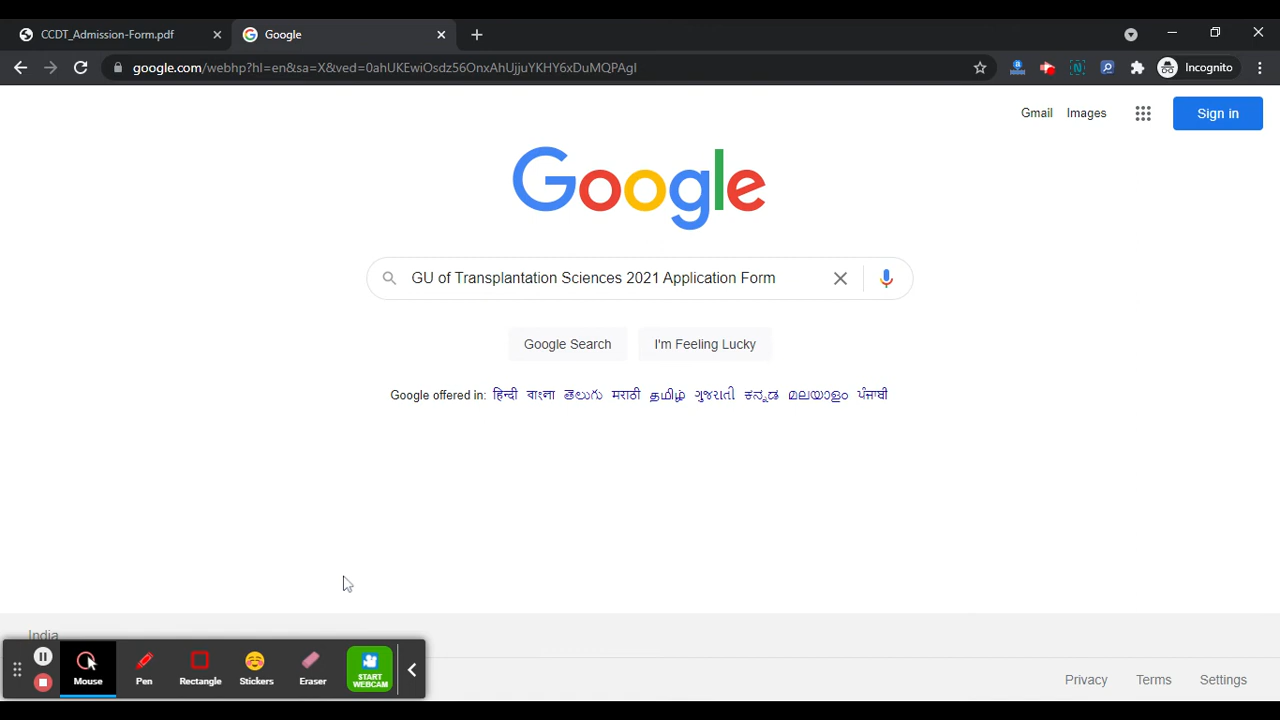 CCDT_Admission-Form.pdf
Google
google.com/webhp?hl=en&sa=X&ved=0ahUKEwiOsdz56OnxAhUjjuYKHY6xDuMQPAgI
Incognito
Gmail Images Sign in
Google
GU of Transplantation Sciences 2021 Application Form
Google Search I'm Feeling Lucky
Google offered in: हिन्दी বাংলা తెలుగు मराठी தமிழ் ગુજરાતી ಕನ್ನಡ മലയാളം ਪੰਜਾਬੀ
India
Mouse Pen Rectangle Stickers Eraser START WEBCAM
Privacy Terms Settings